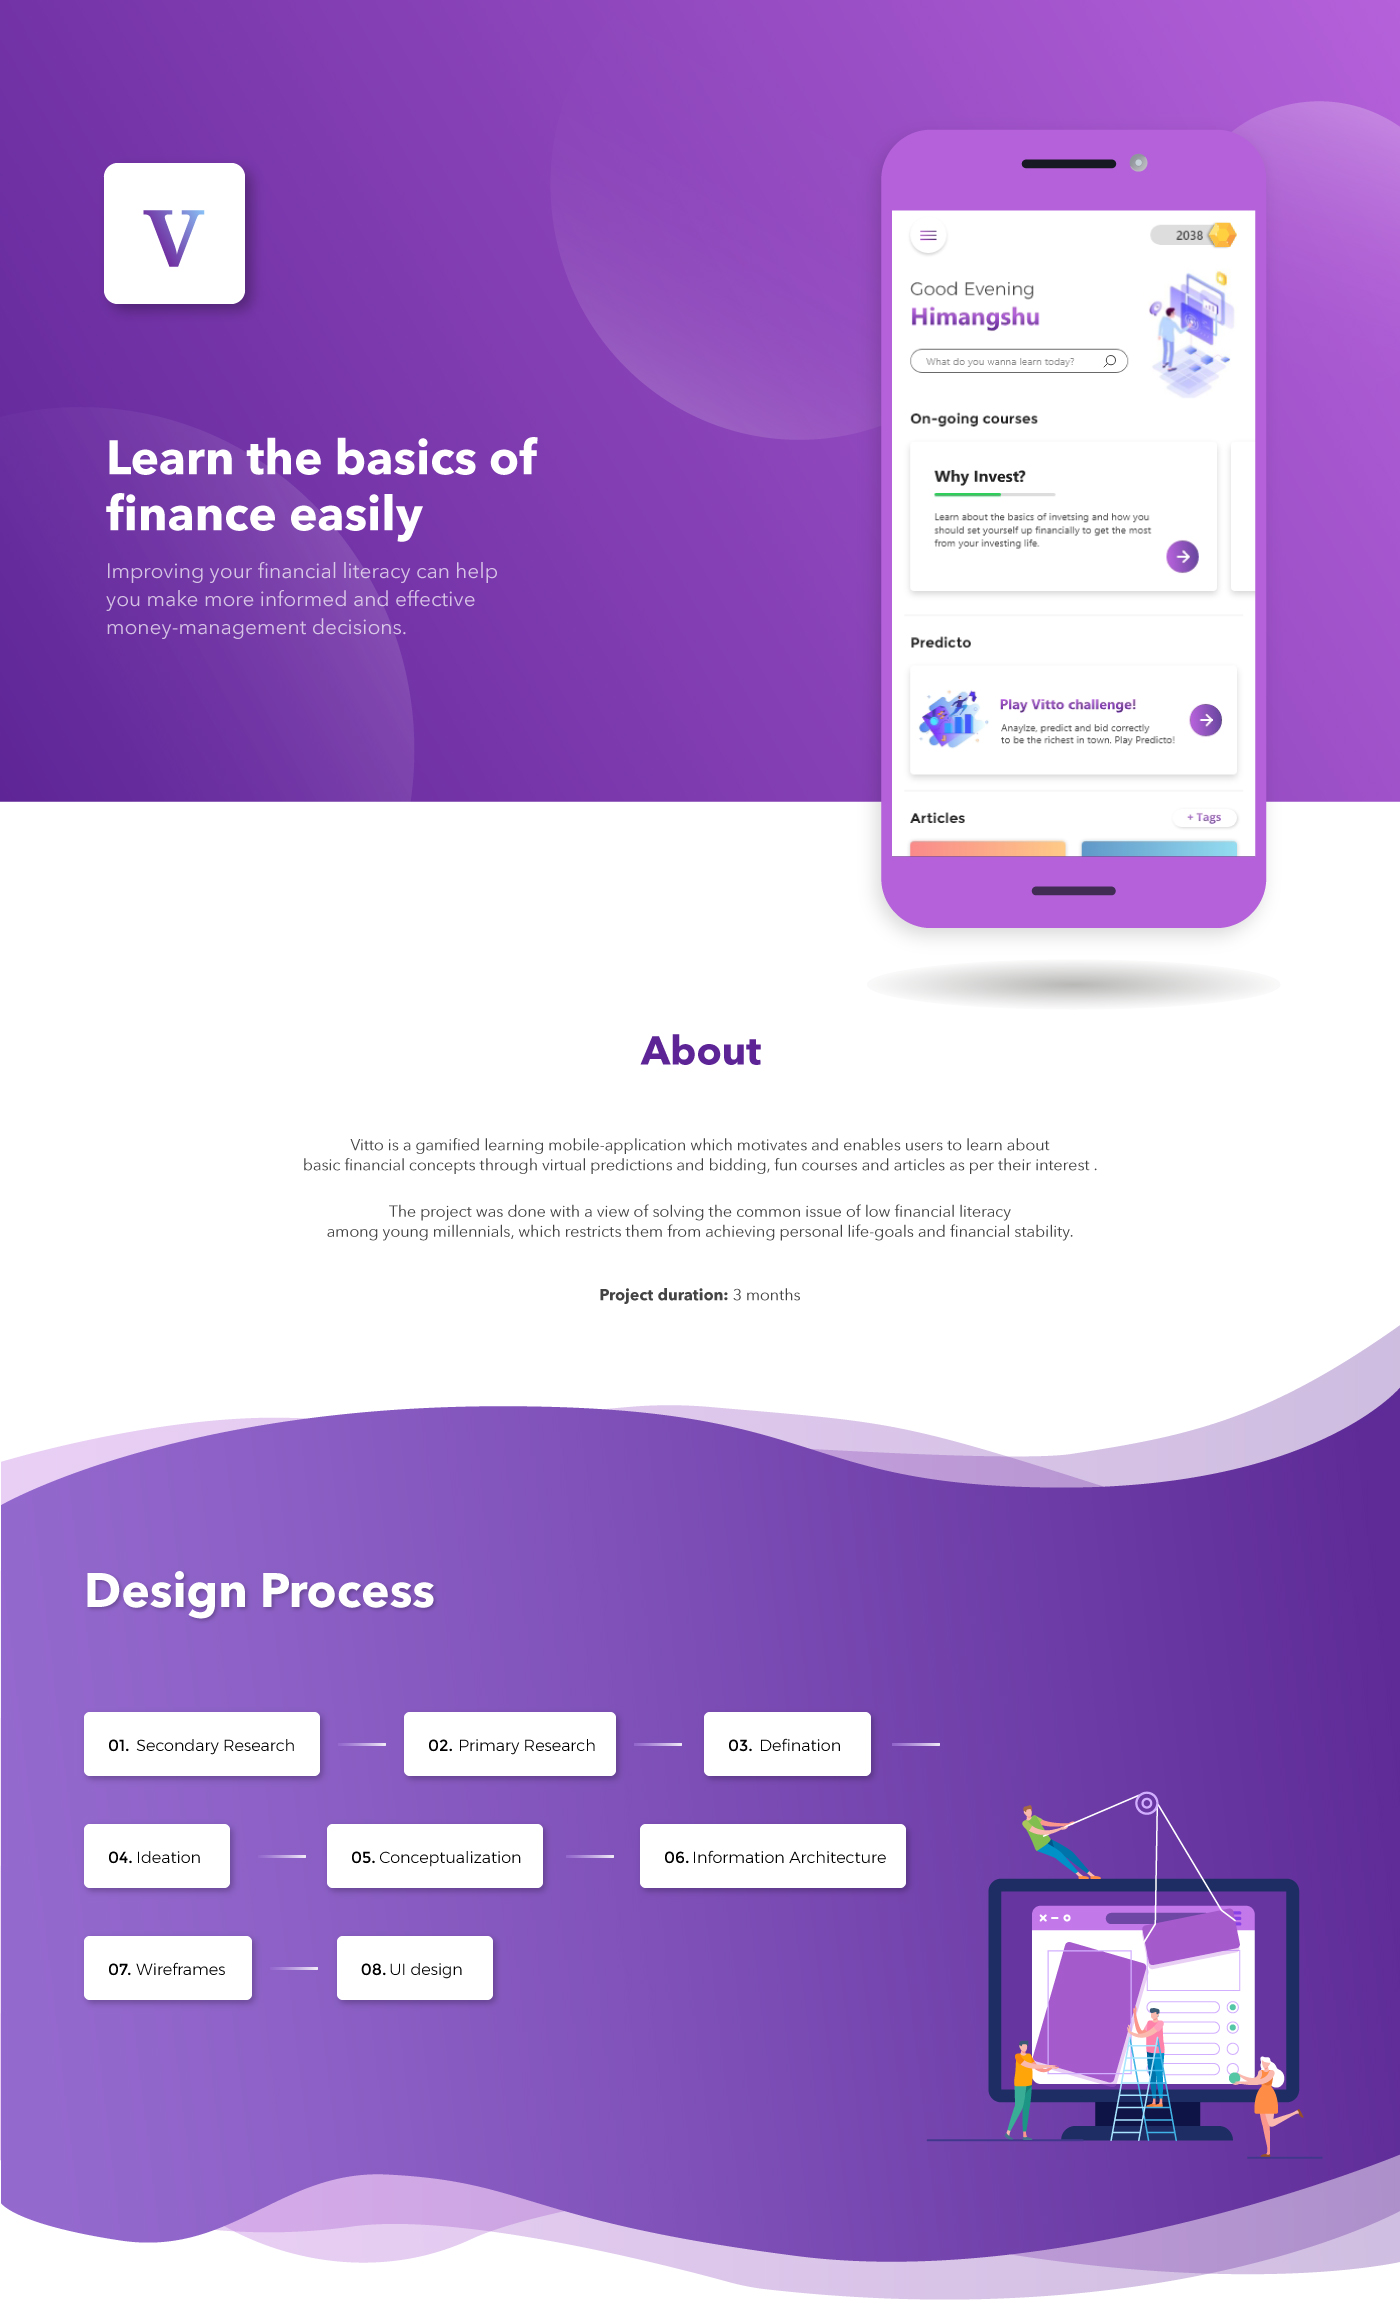 V
Learn the basics of
finance easily
Improving your financial literacy can help
you make more informed and effective
money-management decisions.
2038
Good Evening
Himangshu
What do you wanna learn today?
On-going courses
Why Invest?
Learn about the basics of invetsing and how you
should set yourself up financially to get the most
from your investing life.
Predicto
Play Vitto challenge!
Anaylze, predict and bid correctly
to be the richest in town. Play Predicto!
Articles
+ Tags
About
Vitto is a gamified learning mobile-application which motivates and enables users to learn about
basic financial concepts through virtual predictions and bidding, fun courses and articles as per their interest .
The project was done with a view of solving the common issue of low financial literacy
among young millennials, which restricts them from achieving personal life-goals and financial stability.
Project duration: 3 months
Design Process
01. Secondary Research
02. Primary Research
03. Defination
04. Ideation
05. Conceptualization
06. Information Architecture
07. Wireframes
08. UI design